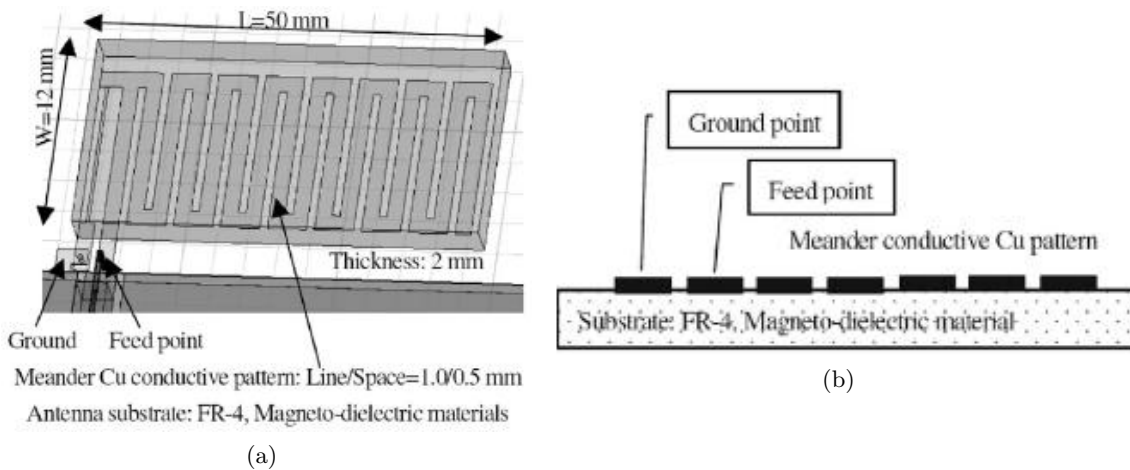 L=50 mm
W=12 mm
Thickness: 2 mm
Ground
Feed point
Meander Cu conductive pattern: Line/Space=1.0/0.5 mm
Antenna substrate: FR-4, Magneto-dielectric materials
(a)
Ground point
Feed point
Meander conductive Cu pattern
Substrate: FR-4, Magneto-dielectric material
(b)